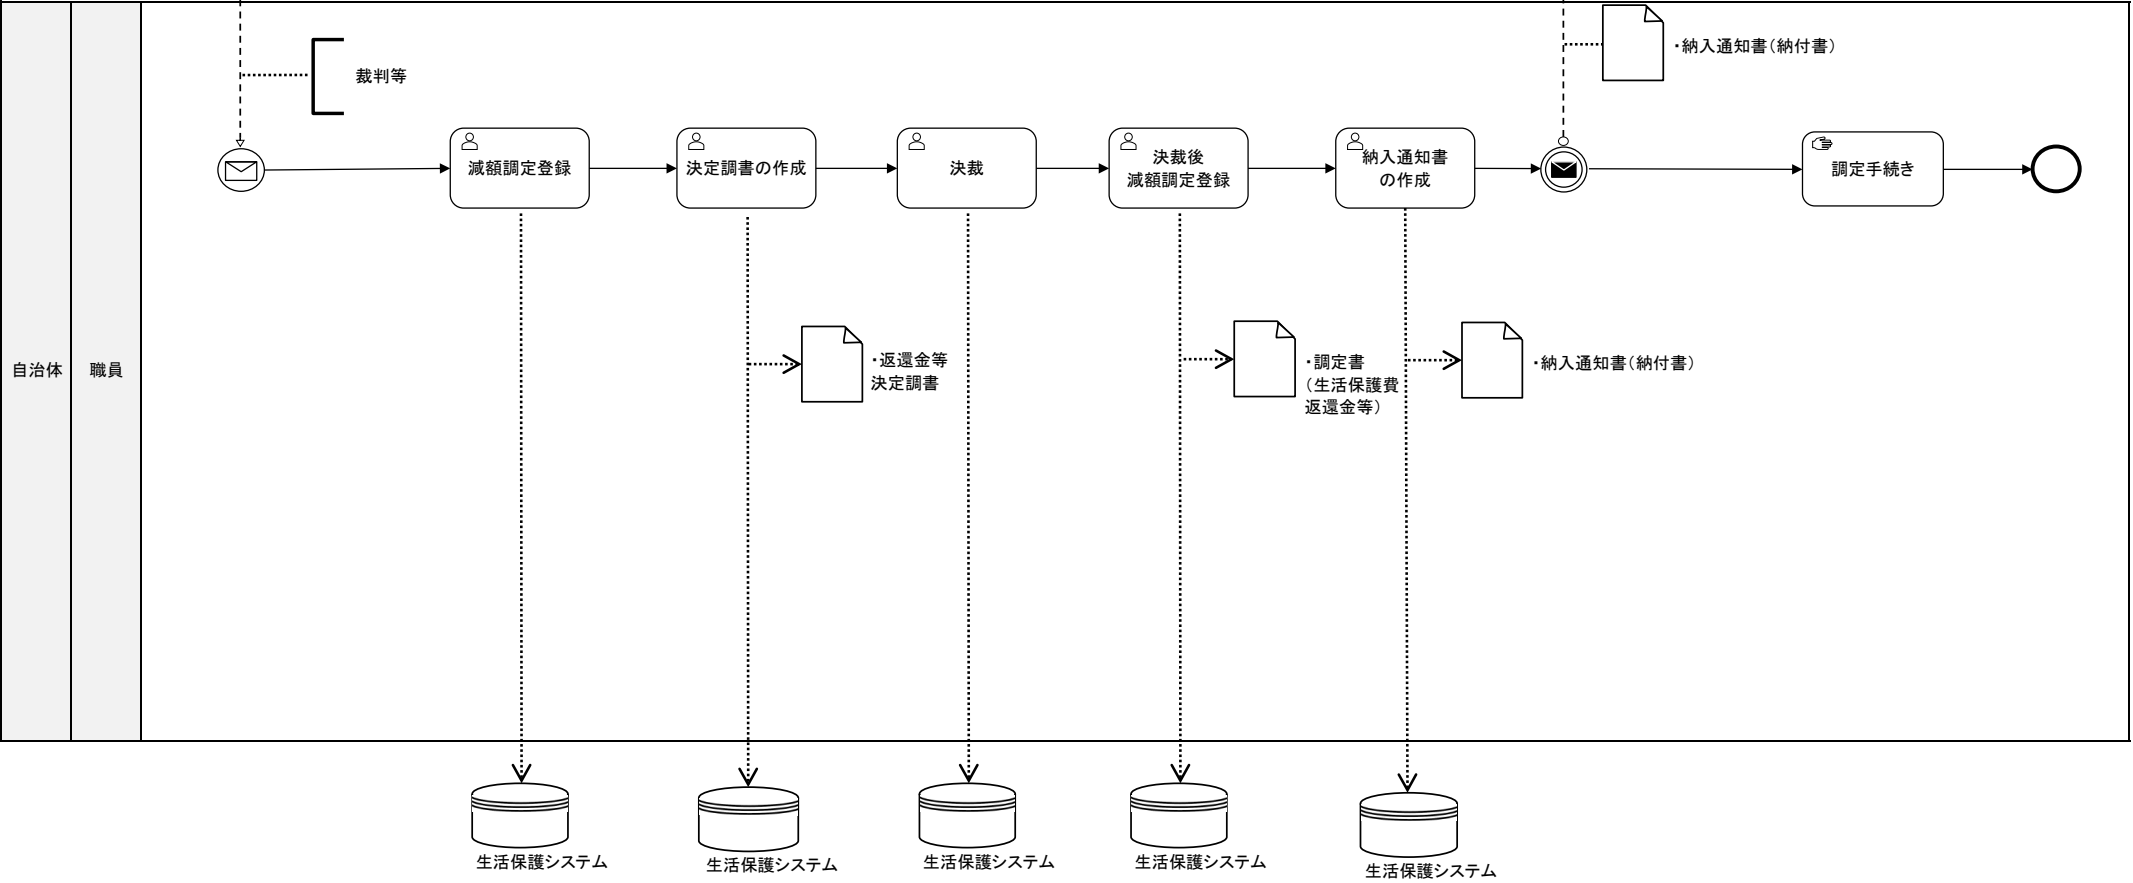 ・納入通知書（納付書）
裁判等
減額調定登録
決定調書の作成
決裁
決裁後
減額調定登録
納入通知書
の作成
調定手続き
自治体
職員
・返還金等
決定調書
・調定書
（生活保護費
返還金等）
・納入通知書（納付書）
生活保護システム
生活保護システム
生活保護システム
生活保護システム
生活保護システム